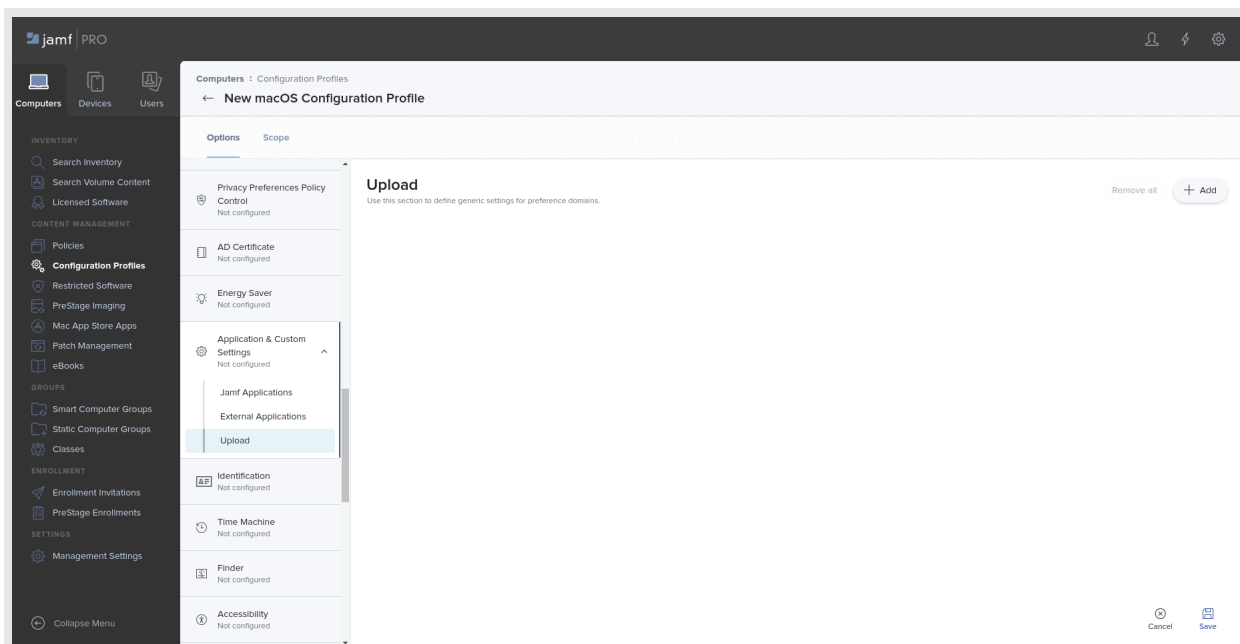 jamf PRO
Computers
Devices
Users
INVENTORY
Search Inventory
Search Volume Content
Licensed Software
CONTENT MANAGEMENT
Policies
Configuration Profiles
Restricted Software
PreStage Imaging
Mac App Store Apps
Patch Management
eBooks
GROUPS
Smart Computer Groups
Static Computer Groups
Classes
ENROLLMENT
Enrollment Invitations
PreStage Enrollments
SETTINGS
Management Settings
Collapse Menu
Computers : Configuration Profiles
← New macOS Configuration Profile
Options
Scope
Privacy Preferences Policy
Control
Not configured
AD Certificate
Not configured
Energy Saver
Not configured
Application & Custom
Settings
Not configured
Jamf Applications
External Applications
Upload
Identification
Not configured
Time Machine
Not configured
Finder
Not configured
Accessibility
Not configured
Upload
Use this section to define generic settings for preference domains.
Remove all
+ Add
Cancel
Save